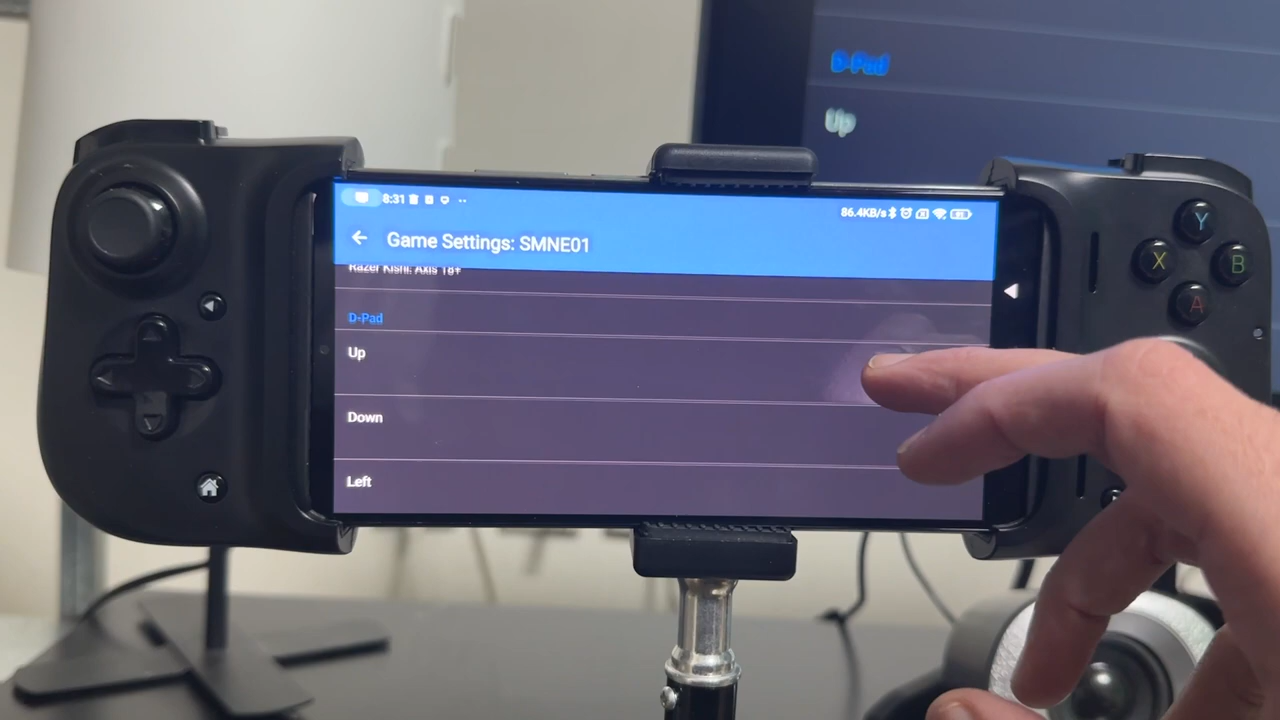 D-Pad
Up
8:31
86.4KB/s
Game Settings: SMNE01
Razer Kishi: Axis 18+
D-Pad
Up
Down
Left
Y
X
B
A